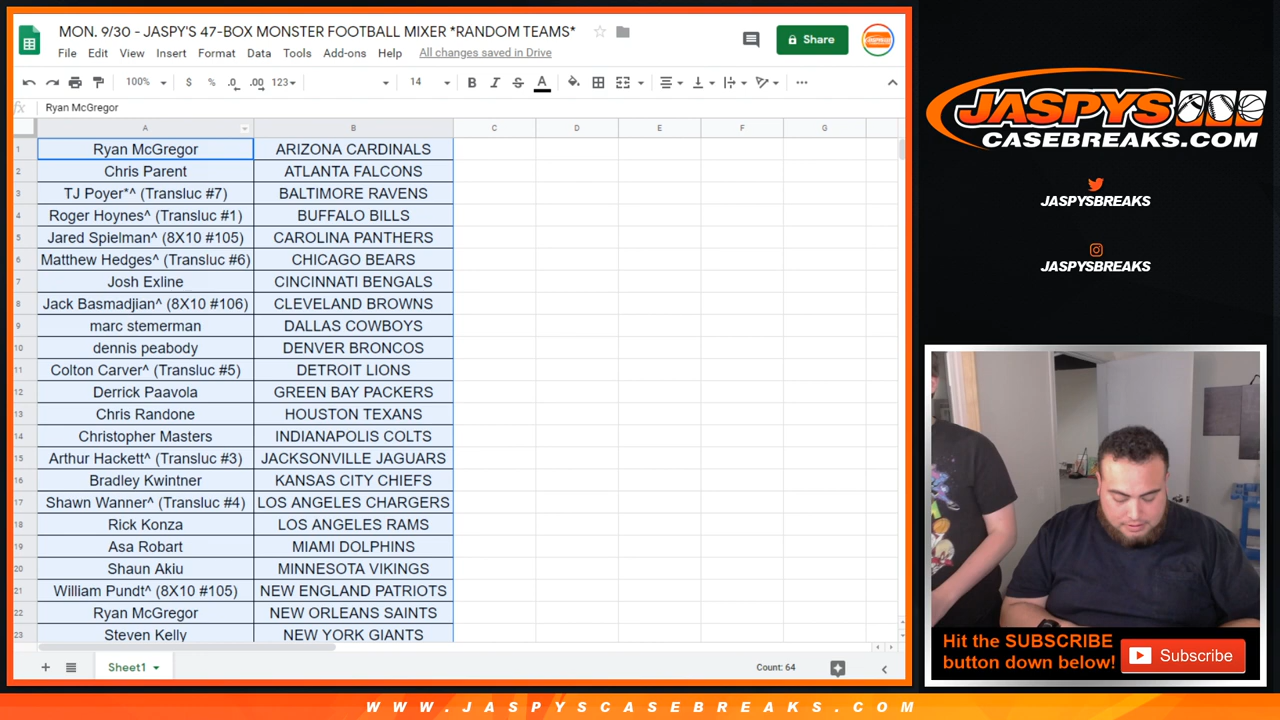 MON. 9/30 - JASPY'S 47-BOX MONSTER FOOTBALL MIXER *RANDOM TEAMS*
File Edit View Insert Format Data Tools Add-ons Help All changes saved in Drive
Share
100% $ % .0 .00 123 14 B I S A
fx Ryan McGregor
A B C D E F G
1 Ryan McGregor ARIZONA CARDINALS
2 Chris Parent ATLANTA FALCONS
3 TJ Poyer*^ (Transluc #7) BALTIMORE RAVENS
4 Roger Hoynes^ (Transluc #1) BUFFALO BILLS
5 Jared Spielman^ (8X10 #105) CAROLINA PANTHERS
6 Matthew Hedges^ (Transluc #6) CHICAGO BEARS
7 Josh Exline CINCINNATI BENGALS
8 Jack Basmadjian^ (8X10 #106) CLEVELAND BROWNS
9 marc stemerman DALLAS COWBOYS
10 dennis peabody DENVER BRONCOS
11 Colton Carver^ (Transluc #5) DETROIT LIONS
12 Derrick Paavola GREEN BAY PACKERS
13 Chris Randone HOUSTON TEXANS
14 Christopher Masters INDIANAPOLIS COLTS
15 Arthur Hackett^ (Transluc #3) JACKSONVILLE JAGUARS
16 Bradley Kwintner KANSAS CITY CHIEFS
17 Shawn Wanner^ (Transluc #4) LOS ANGELES CHARGERS
18 Rick Konza LOS ANGELES RAMS
19 Asa Robart MIAMI DOLPHINS
20 Shaun Akiu MINNESOTA VIKINGS
21 William Pundt^ (8X10 #105) NEW ENGLAND PATRIOTS
22 Ryan McGregor NEW ORLEANS SAINTS
23 Steven Kelly NEW YORK GIANTS
Sheet1 Count: 64
JASPYS
CASEBREAKS.COM
JASPYSBREAKS
JASPYSBREAKS
Hit the SUBSCRIBE
button down below!
Subscribe
WWW.JASPYSCASEBREAKS.COM